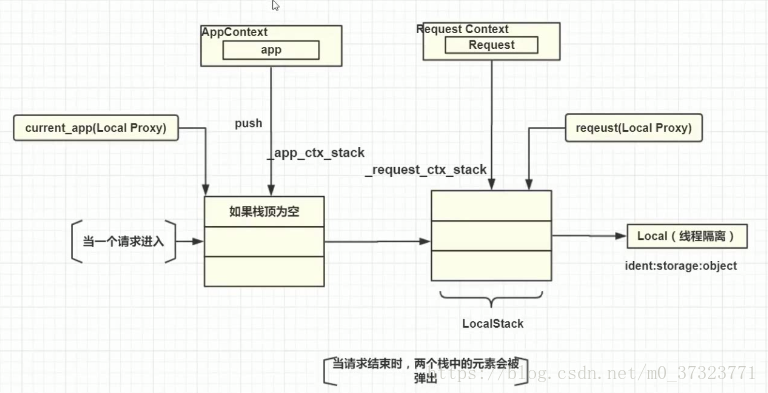 AppContext
app
Request Context
Request
push
current_app(Local Proxy)
reqeust(Local Proxy)
_app_ctx_stack
_request_ctx_stack
如果栈顶为空
当一个请求进入
Local（线程隔离）
ident:storage:object
LocalStack
当请求结束时，两个栈中的元素会被
弹出
https://blog.csdn.net/m0_37323771